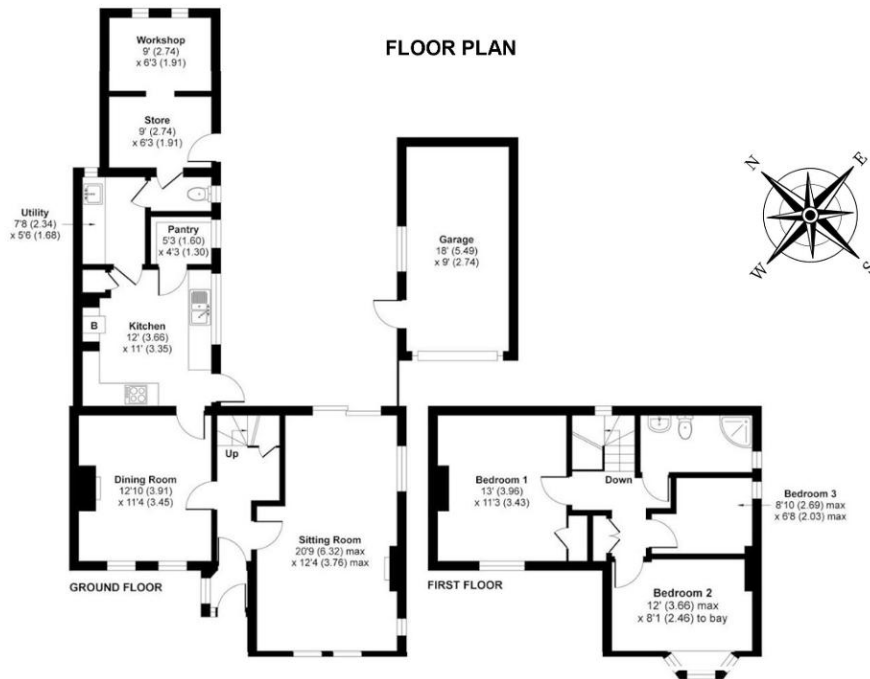 FLOOR PLAN
Workshop
9' (2.74)
x 6'3 (1.91)
Store
9' (2.74)
x 6'3 (1.91)
Utility
7'8 (2.34)
x 5'6 (1.68)
Pantry
5'3 (1.60)
x 4'3 (1.30)
Garage
18' (5.49)
x 9' (2.74)
N
E
W
S
B
Kitchen
12' (3.66)
x 11' (3.35)
Up
Dining Room
12'10 (3.91)
x 11'4 (3.45)
Sitting Room
20'9 (6.32) max
x 12'4 (3.76) max
GROUND FLOOR
Bedroom 1
13' (3.96)
x 11'3 (3.43)
Down
Bedroom 3
8'10 (2.69) max
x 6'8 (2.03) max
Bedroom 2
12' (3.66) max
x 8'1 (2.46) to bay
FIRST FLOOR